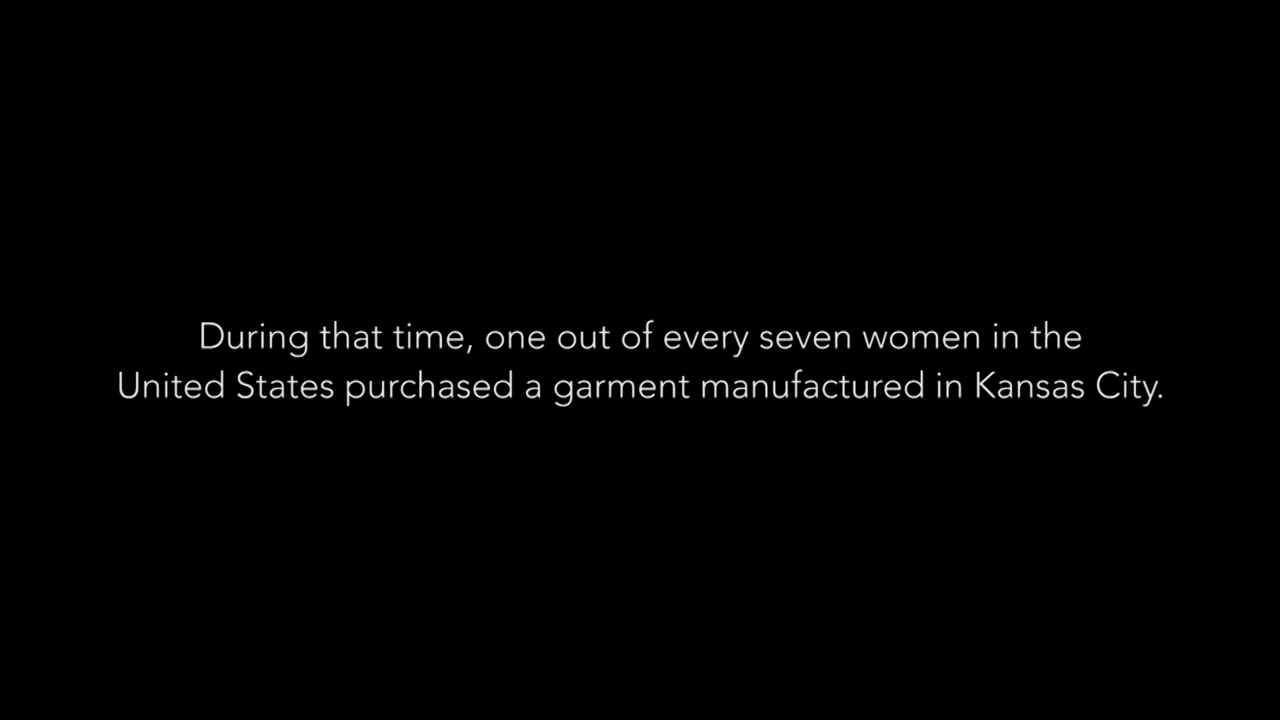 During that time, one out of every seven women in the
United States purchased a garment manufactured in Kansas City.